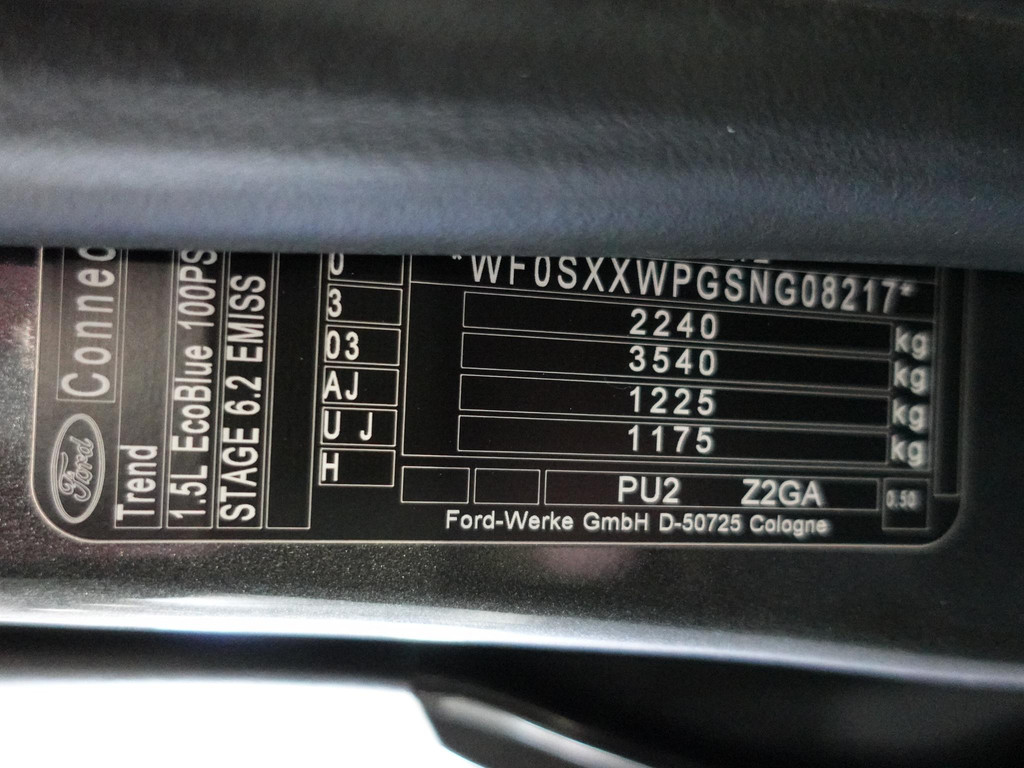 Ford
Connec
Trend
1.5L EcoBlue 100PS
STAGE 6.2 EMISS
3
03
AJ
U J
H
*WF0SXXWPGSNG08217*
2240 kg
3540 kg
1225 kg
1175 kg
PU2 Z2GA
0.50
Ford-Werke GmbH D-50725 Cologne